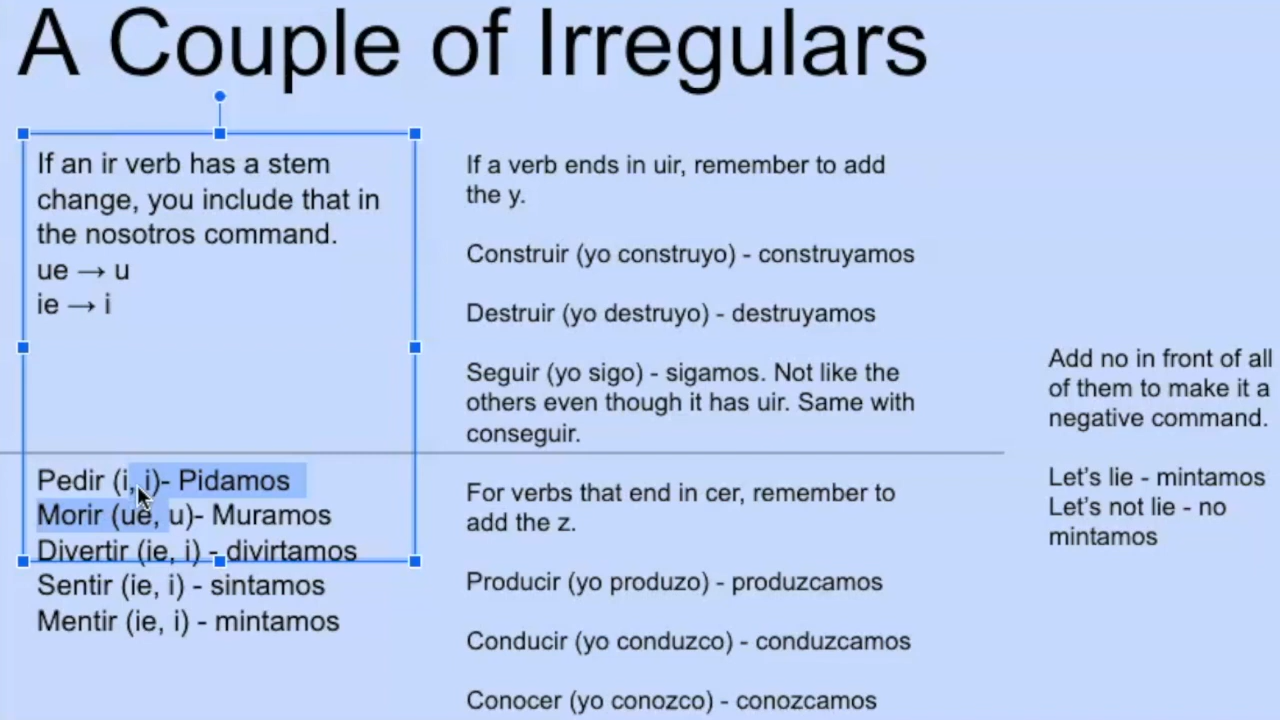 A Couple of Irregulars
If an ir verb has a stem
change, you include that in
the nosotros command.
ue → u
ie → i
Pedir (i, i)- Pidamos
Morir (ue, u)- Muramos
Divertir (ie, i) - divirtamos
Sentir (ie, i) - sintamos
Mentir (ie, i) - mintamos
If a verb ends in uir, remember to add
the y.
Construir (yo construyo) - construyamos
Destruir (yo destruyo) - destruyamos
Seguir (yo sigo) - sigamos. Not like the
others even though it has uir. Same with
conseguir.
For verbs that end in cer, remember to
add the z.
Producir (yo produzo) - produzcamos
Conducir (yo conduzco) - conduzcamos
Conocer (yo conozco) - conozcamos
Add no in front of all
of them to make it a
negative command.
Let’s lie - mintamos
Let’s not lie - no
mintamos